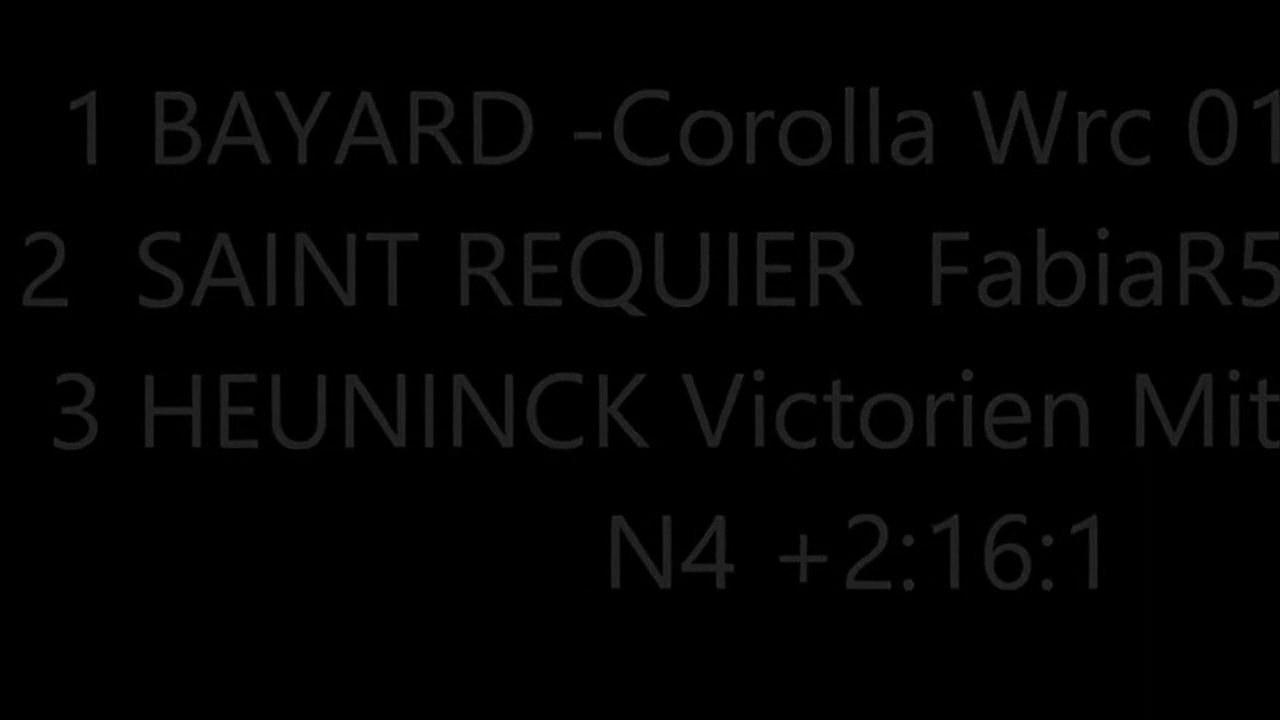 1 BAYARD -Corolla Wrc 01
2 SAINT REQUIER FabiaR5
3 HEUNINCK Victorien Mit
N4 +2:16:1